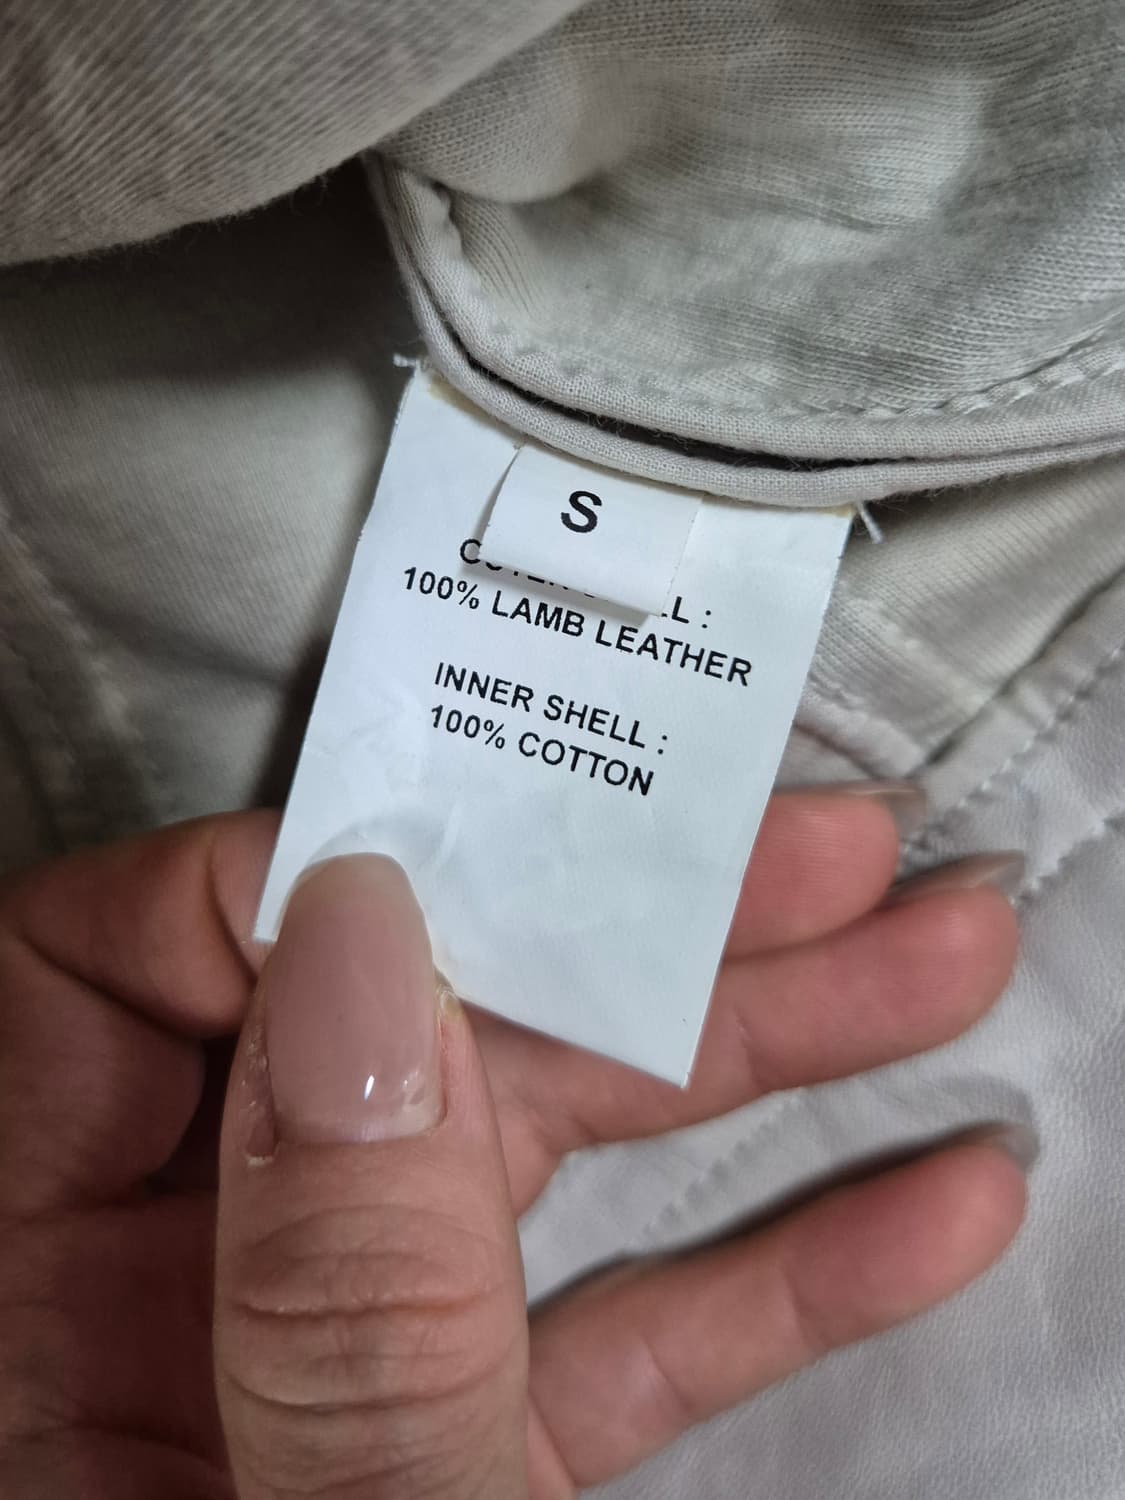 S
100% LAMB LEATHER
INNER SHELL :
100% COTTON